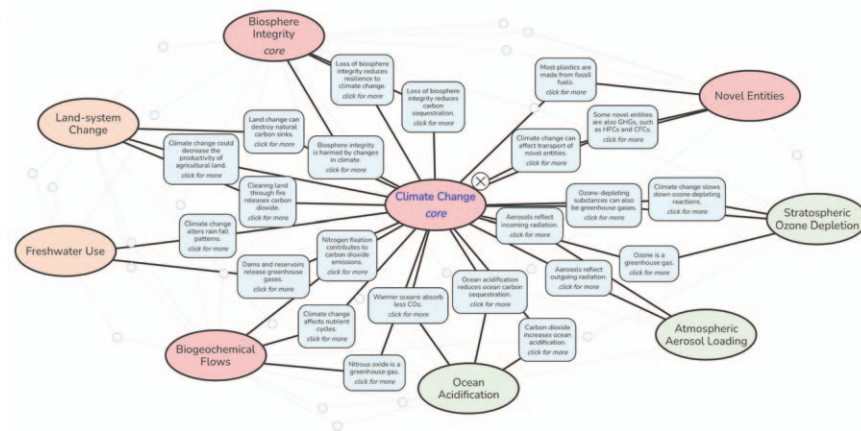 Biosphere
Integrity
core
Loss of biosphere
integrity reduces
resilience to
climate change.
click for more
Loss of biosphere
integrity reduces
carbon
sequestration.
click for more
Most plastics are
made from fossil
fuels.
click for more
Novel Entities
Some novel entities
are also GHGs, such
as HFCs and CFCs.
click for more
Land-system
Change
Land change can
destroy natural
carbon sinks.
click for more
Climate change could
decrease the
productivity of
agricultural land.
click for more
Biosphere integrity
is harmed by changes
in climate.
click for more
Climate change can
affect transport of
novel entities.
click for more
Clearing land
through fire
releases carbon
dioxide.
click for more
Climate Change
core
Ozone-depleting
substances can also
be greenhouse gases.
click for more
Climate change slows
down ozone depleting
reactions.
click for more
Stratospheric
Ozone Depletion
Freshwater Use
Climate change
alters rain fall
patterns.
click for more
Aerosols reflect
incoming radiation.
click for more
Nitrogen fixation
contributes to
carbon dioxide
emissions.
click for more
Dams and reservoirs
release greenhouse
gases.
click for more
Ozone is a
greenhouse gas.
click for more
Aerosols reflect
outgoing radiation.
click for more
Ocean acidification
reduces ocean carbon
sequestration.
click for more
Warmer oceans absorb
less CO₂.
click for more
Climate change
affects nutrient
cycles.
click for more
Carbon dioxide
increases ocean
acidification.
click for more
Atmospheric
Aerosol Loading
Biogeochemical
Flows
Nitrous oxide is a
greenhouse gas.
click for more
Ocean
Acidification